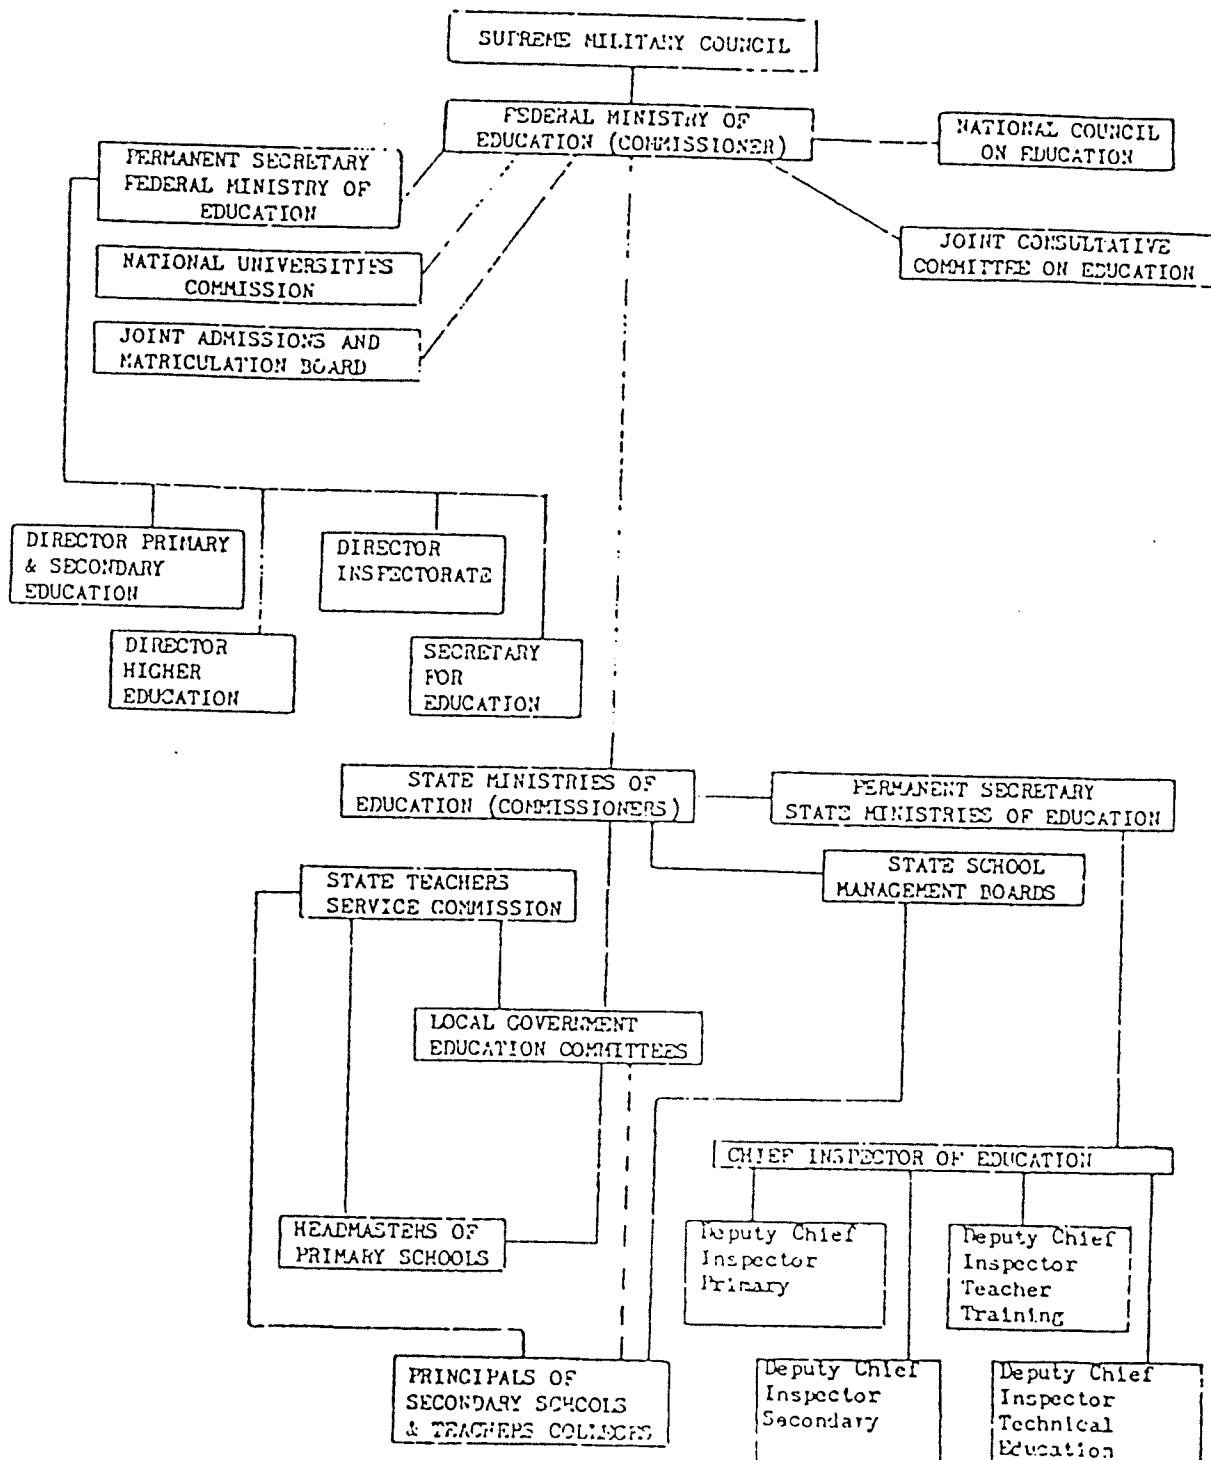 SUPREME MILITARY COUNCIL
FEDERAL MINISTRY OF
EDUCATION (COMMISSIONER)
NATIONAL COUNCIL
ON EDUCATION
PERMANENT SECRETARY
FEDERAL MINISTRY OF
EDUCATION
JOINT CONSULTATIVE
COMMITTEE ON EDUCATION
NATIONAL UNIVERSITIES
COMMISSION
JOINT ADMISSIONS AND
MATRICULATION BOARD
DIRECTOR PRIMARY
& SECONDARY
EDUCATION
DIRECTOR
INSPECTORATE
DIRECTOR
HIGHER
EDUCATION
SECRETARY
FOR
EDUCATION
STATE MINISTRIES OF
EDUCATION (COMMISSIONERS)
PERMANENT SECRETARY
STATE MINISTRIES OF EDUCATION
STATE TEACHERS
SERVICE COMMISSION
STATE SCHOOL
MANAGEMENT BOARDS
LOCAL GOVERNMENT
EDUCATION COMMITTEES
CHIEF INSPECTOR OF EDUCATION
HEADMASTERS OF
PRIMARY SCHOOLS
Deputy Chief
Inspector
Primary
Deputy Chief
Inspector
Teacher
Training
PRINCIPALS OF
SECONDARY SCHOOLS
& TEACHERS COLLEGES
Deputy Chief
Inspector
Secondary
Deputy Chief
Inspector
Technical
Education